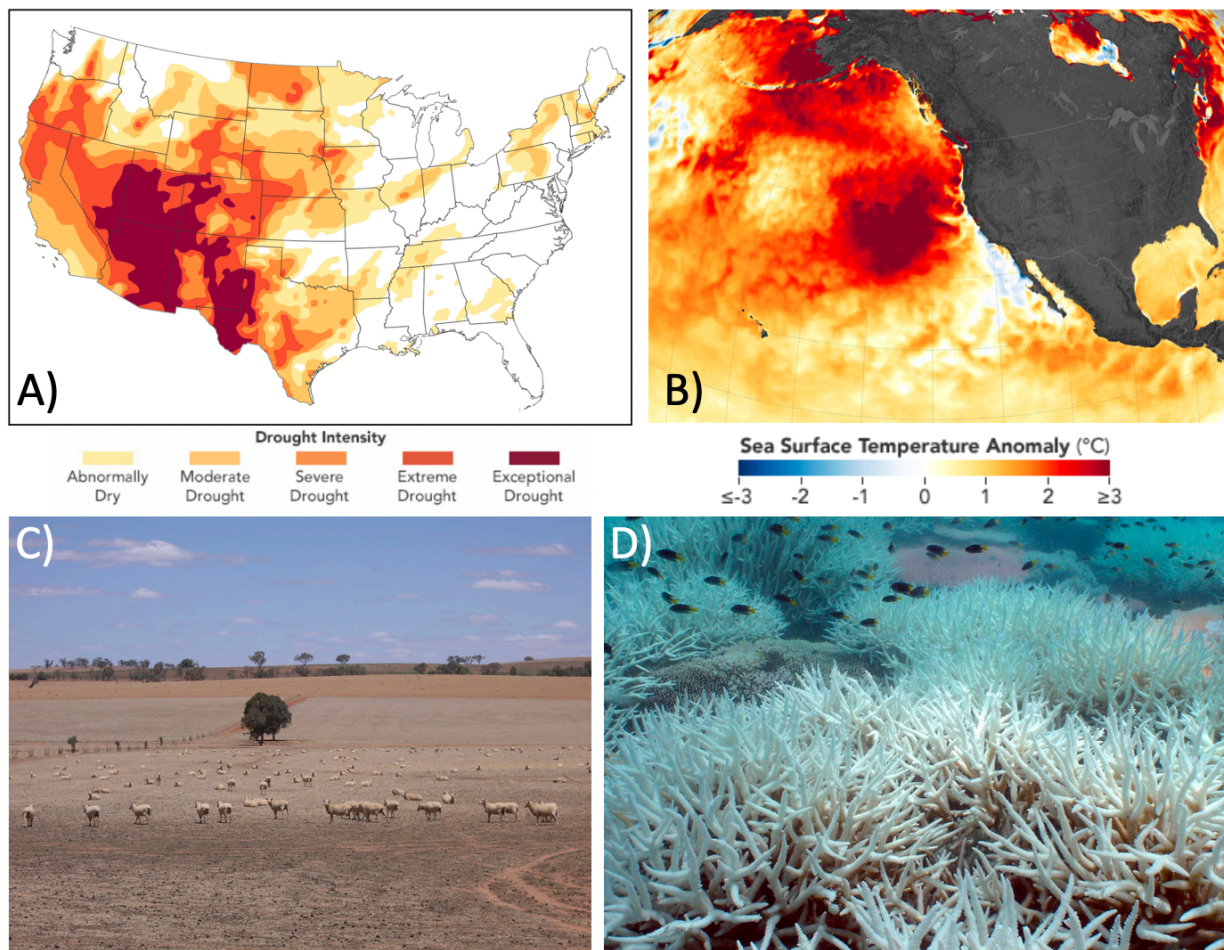 A)
B)
Drought Intensity
Abnormally
Dry
Moderate
Drought
Severe
Drought
Extreme
Drought
Exceptional
Drought
Sea Surface Temperature Anomaly (°C)
≤-3 -2 -1 0 1 2 ≥3
C)
D)